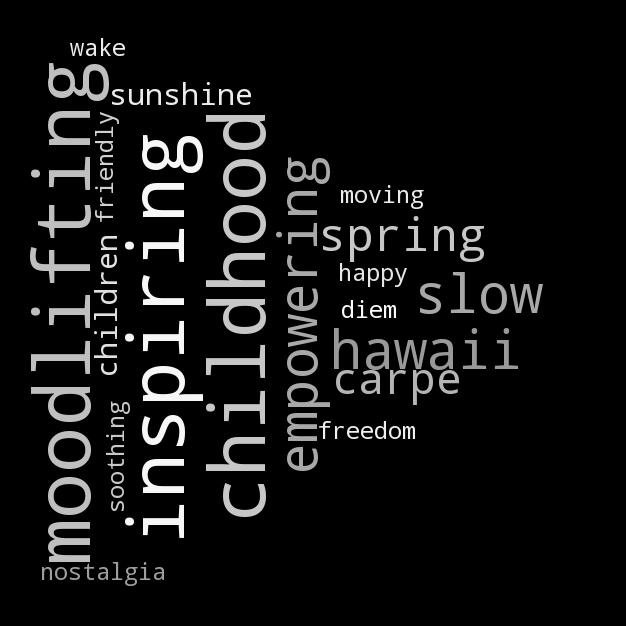 wake
sunshine
moodlifting
friendly
children
soothing
inspiring
childhood
empowering
moving
spring
happy
slow
diem
hawaii
carpe
freedom
nostalgia